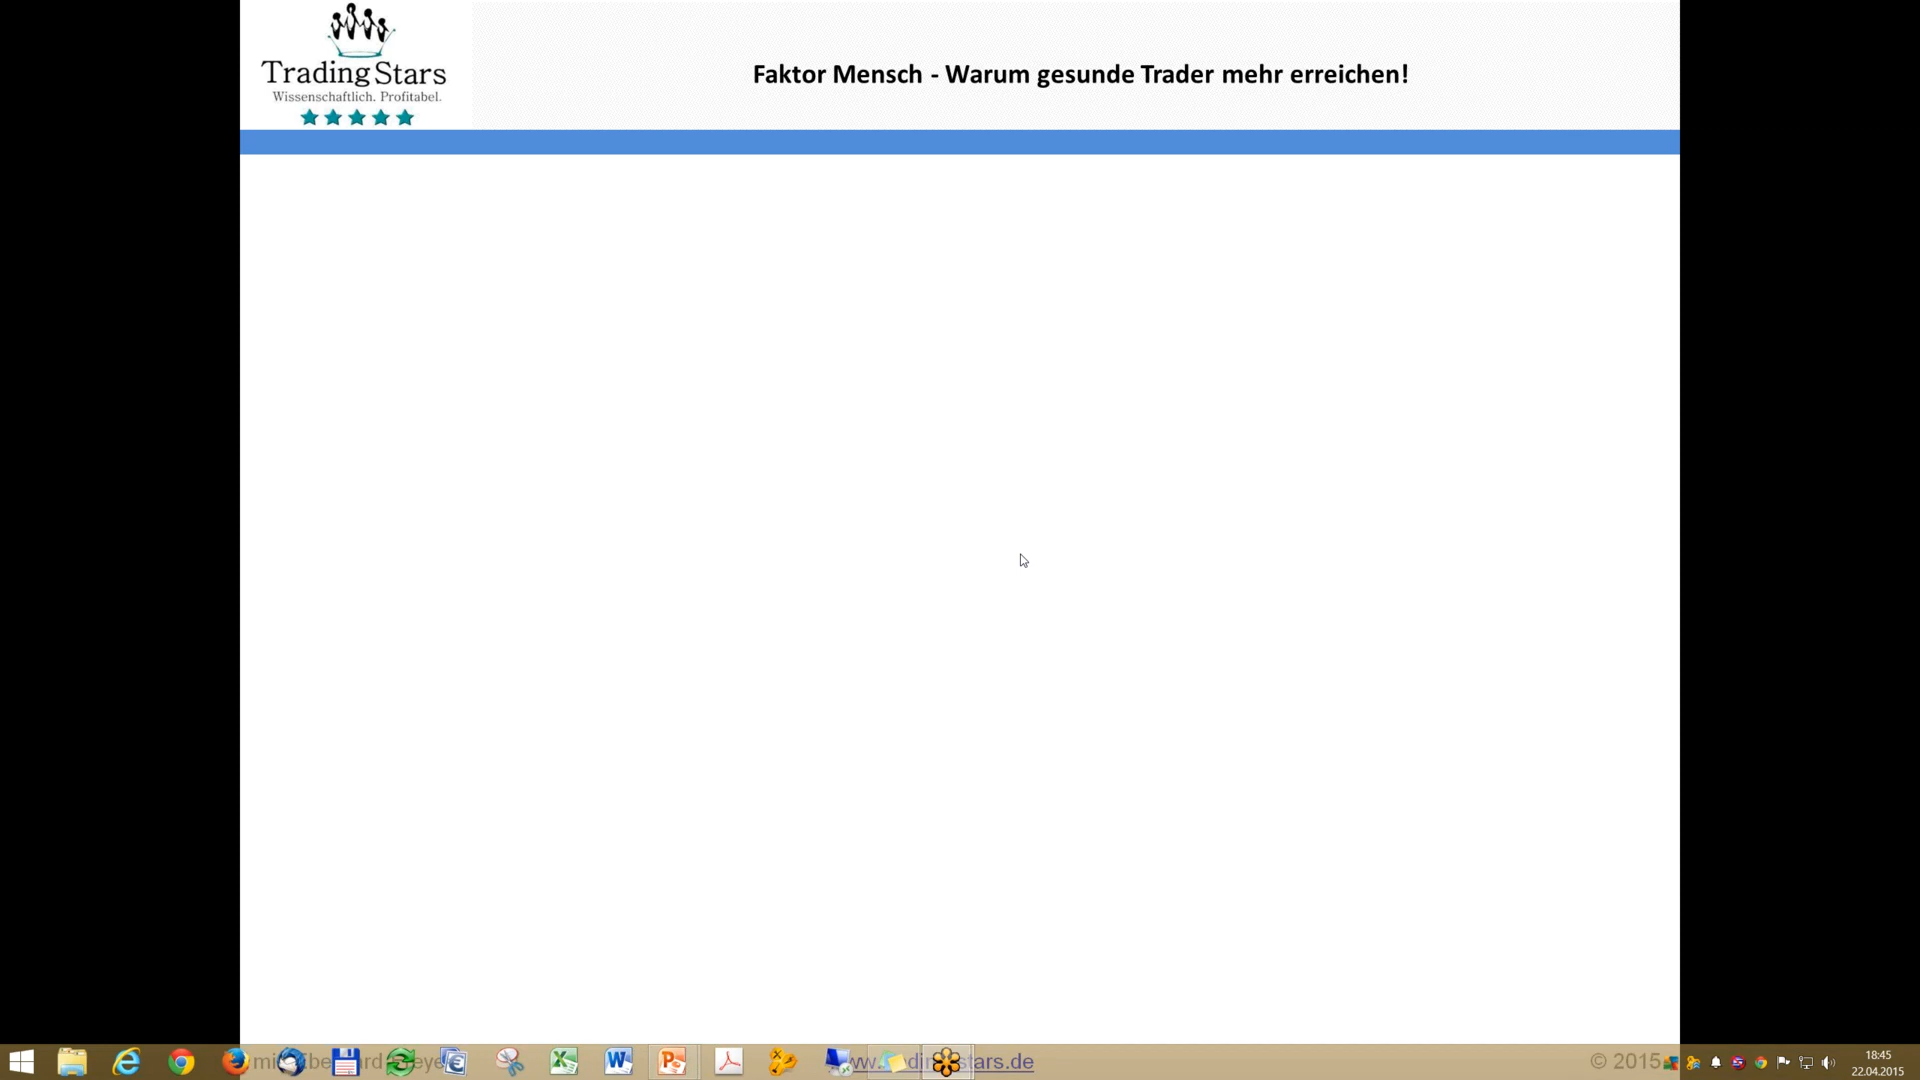 Trading Stars
Wissenschaftlich. Profitabel.
Faktor Mensch - Warum gesunde Trader mehr erreichen!
© 2015
18:45
22.04.2015